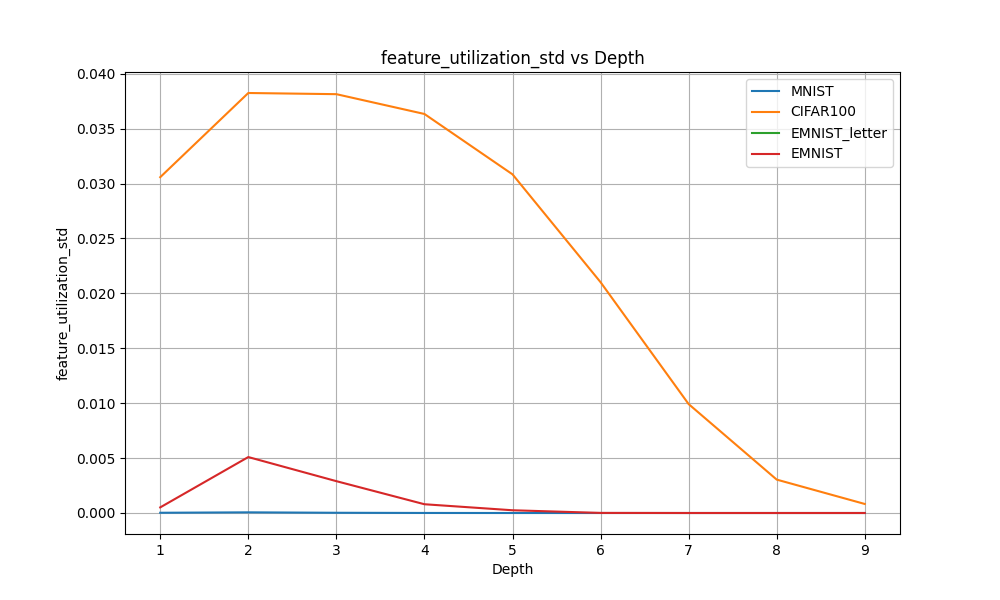 feature_utilization_std vs Depth
0.040
0.035
0.030
0.025
0.020
0.015
0.010
0.005
0.000
feature_utilization_std
MNIST
CIFAR100
EMNIST_letter
EMNIST
1 2 3 4 5 6 7 8 9
Depth